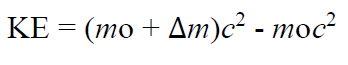 KE = (mo + Δm)c² - moc²